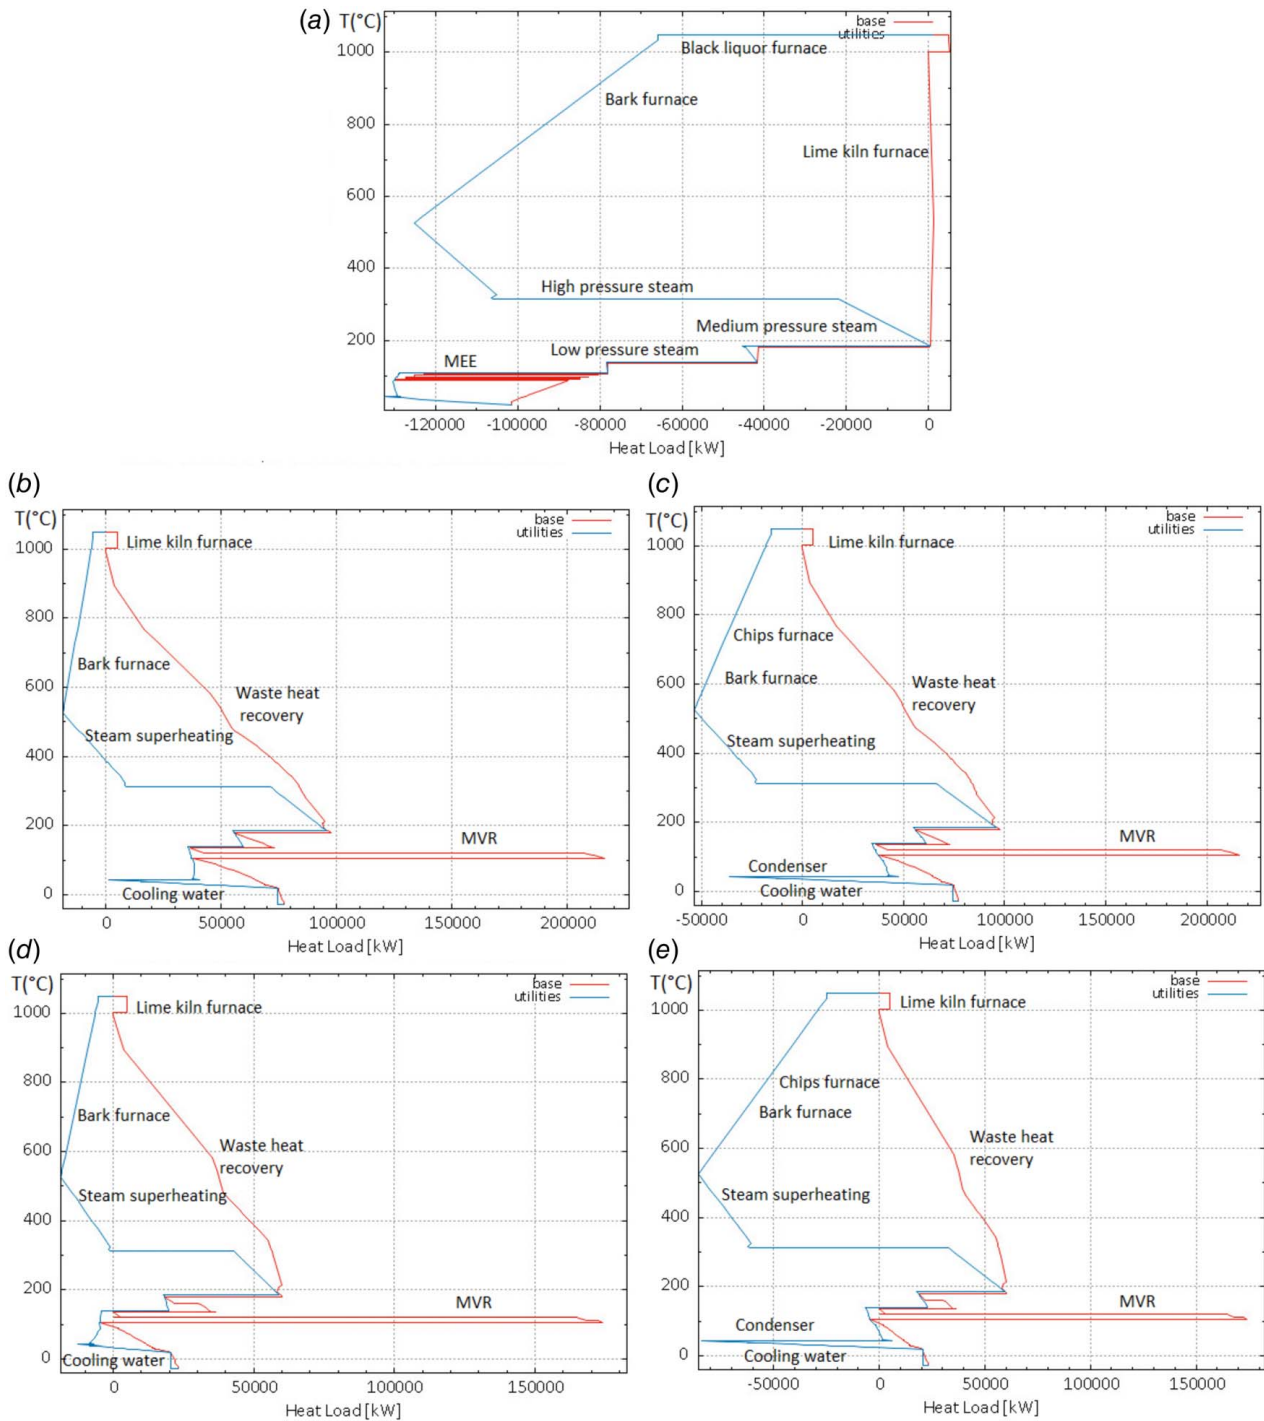 (a)
T(°C)
base
utilities
1000
800
600
400
200
Black liquor furnace
Bark furnace
Lime kiln furnace
High pressure steam
Medium pressure steam
Low pressure steam
MEE
-120000 -100000 -80000 -60000 -40000 -20000 0
Heat Load [kW]
(b)
T(°C)
base
utilities
1000
800
600
400
200
0
Lime kiln furnace
Bark furnace
Waste heat
recovery
Steam superheating
MVR
Cooling water
0 50000 100000 150000 200000
Heat Load [kW]
(c)
T(°C)
base
utilities
1000
800
600
400
200
0
Lime kiln furnace
Chips furnace
Bark furnace
Waste heat
recovery
Steam superheating
MVR
Condenser
Cooling water
-50000 0 50000 100000 150000 200000
Heat Load [kW]
(d)
T(°C)
base
utilities
1000
800
600
400
200
0
Lime kiln furnace
Bark furnace
Waste heat
recovery
Steam superheating
MVR
Cooling water
0 50000 100000 150000
Heat Load [kW]
(e)
T(°C)
base
utilities
1000
800
600
400
200
0
Lime kiln furnace
Chips furnace
Bark furnace
Waste heat
recovery
Steam superheating
MVR
Condenser
Cooling water
-50000 0 50000 100000 150000
Heat Load [kW]